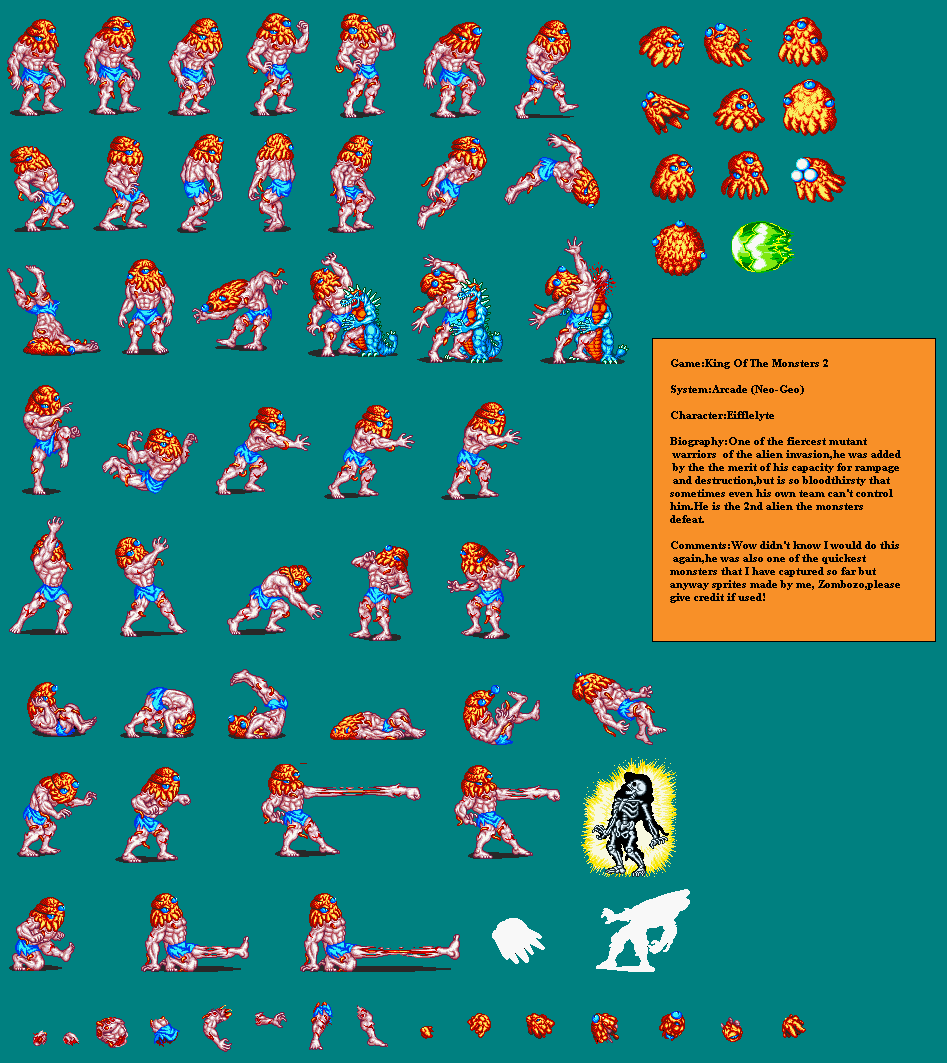 Game:King Of The Monsters 2
System:Arcade (Neo-Geo)
Character:Eifflelyte
Biography:One of the fiercest mutant
warriors of the alien invasion,he was added
by the the merit of his capacity for rampage
and destruction,but is so bloodthirsty that
sometimes even his own team can't control
him.He is the 2nd alien the monsters
defeat.
Comments:Wow didn't know I would do this
again,he was also one of the quickest
monsters that I have captured so far but
anyway sprites made by me, Zombozo,please
give credit if used!